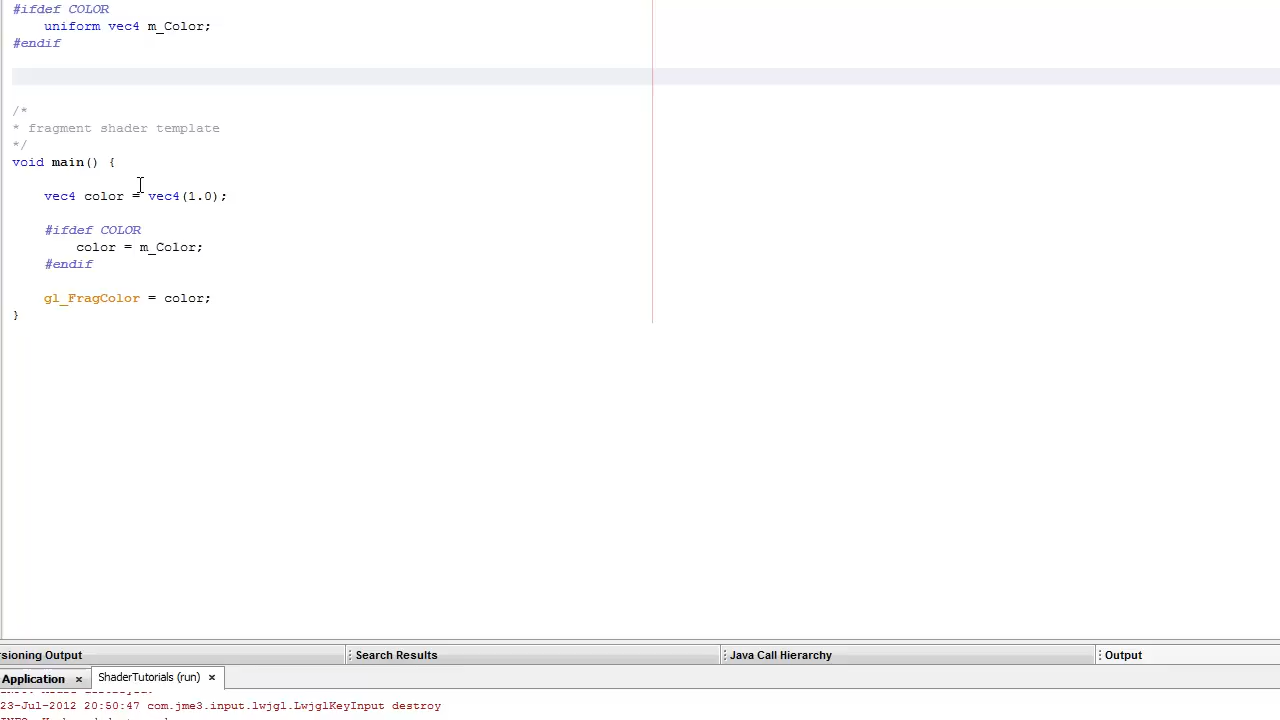 #ifdef COLOR
    uniform vec4 m_Color;
#endif
/*
* fragment shader template
*/
void main() {
    vec4 color = vec4(1.0);
    #ifdef COLOR
        color = m_Color;
    #endif
    gl_FragColor = color;
}
sioning Output
Search Results
Java Call Hierarchy
Output
Application ×
ShaderTutorials (run) ×
23-Jul-2012 20:50:47 com.jme3.input.lwjgl.LwjglKeyInput destroy